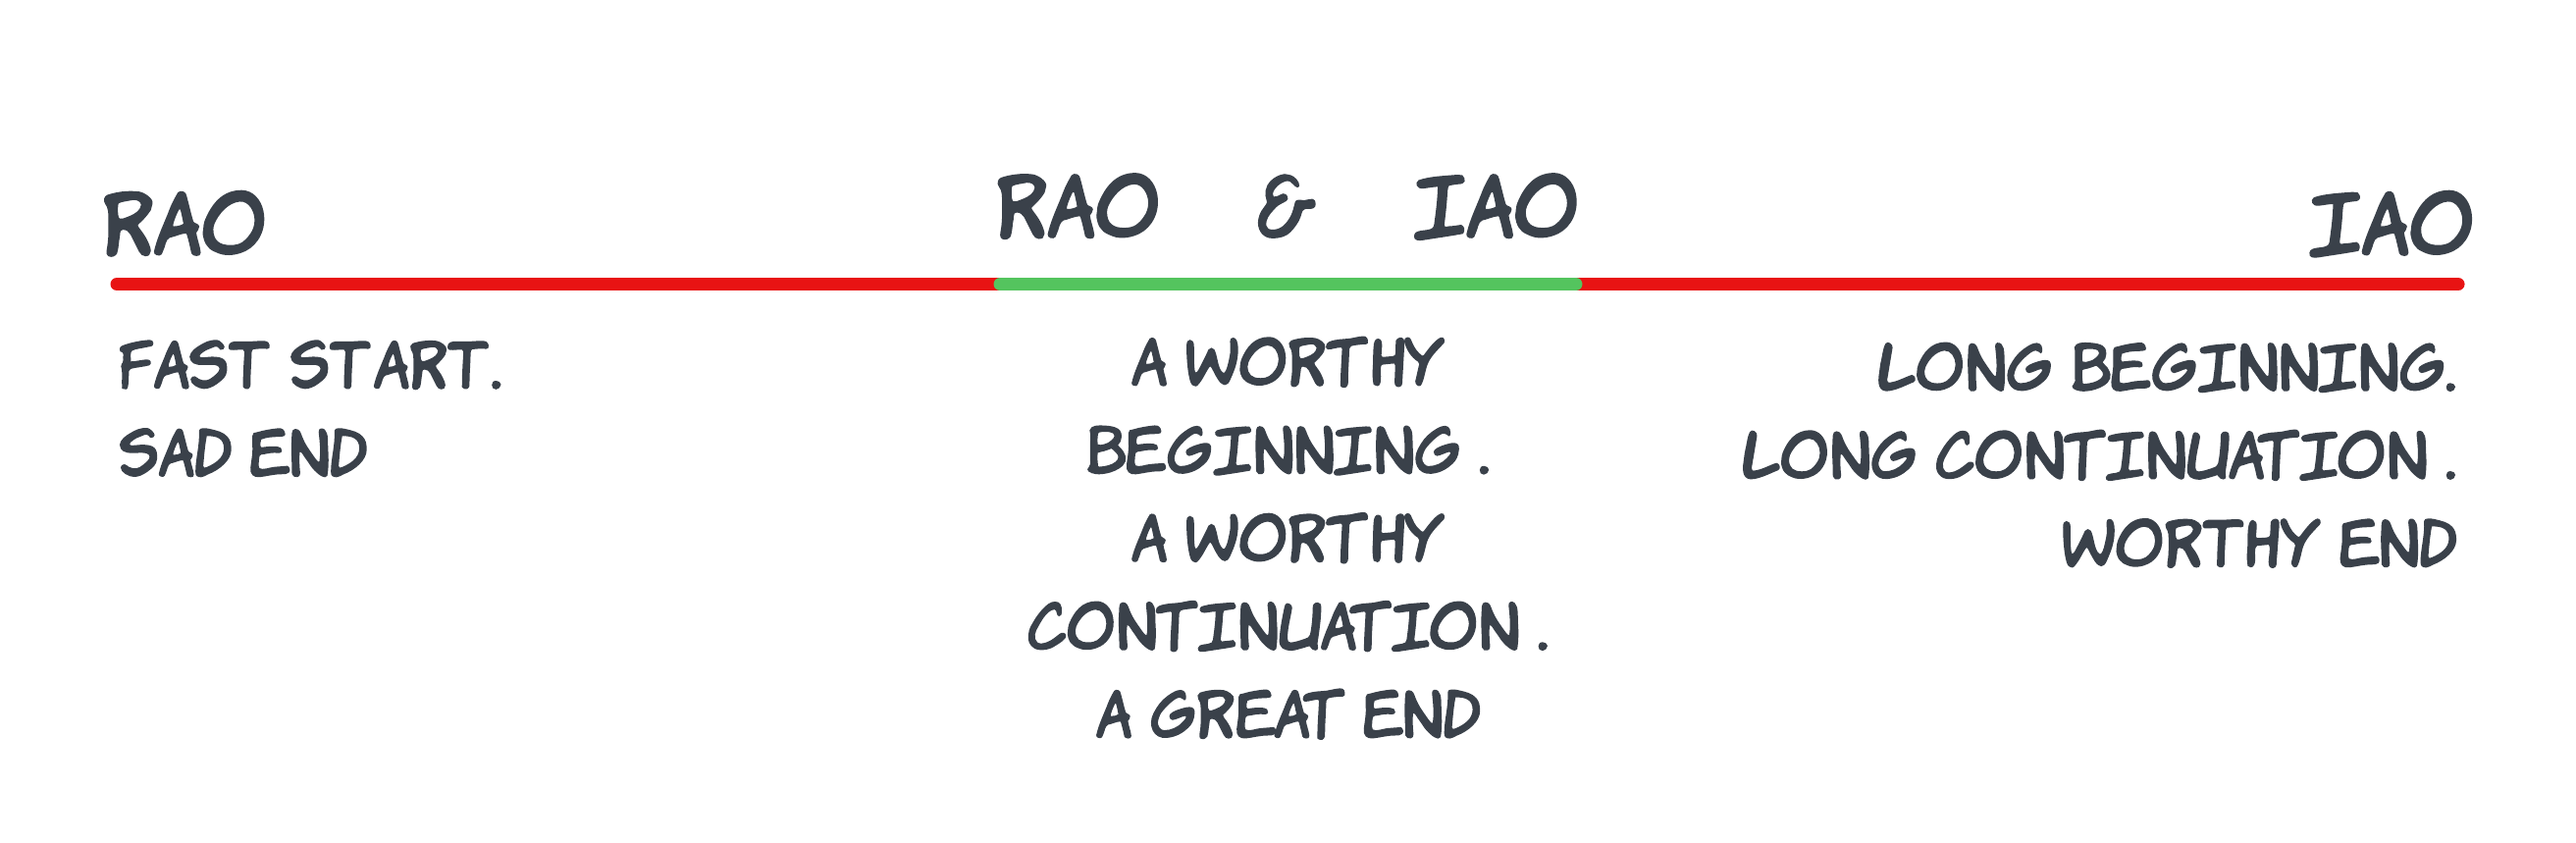 RAO
FAST START.
SAD END
RAO & IAO
A WORTHY
BEGINNING .
A WORTHY
CONTINUATION .
A GREAT END
IAO
LONG BEGINNING.
LONG CONTINUATION .
WORTHY END